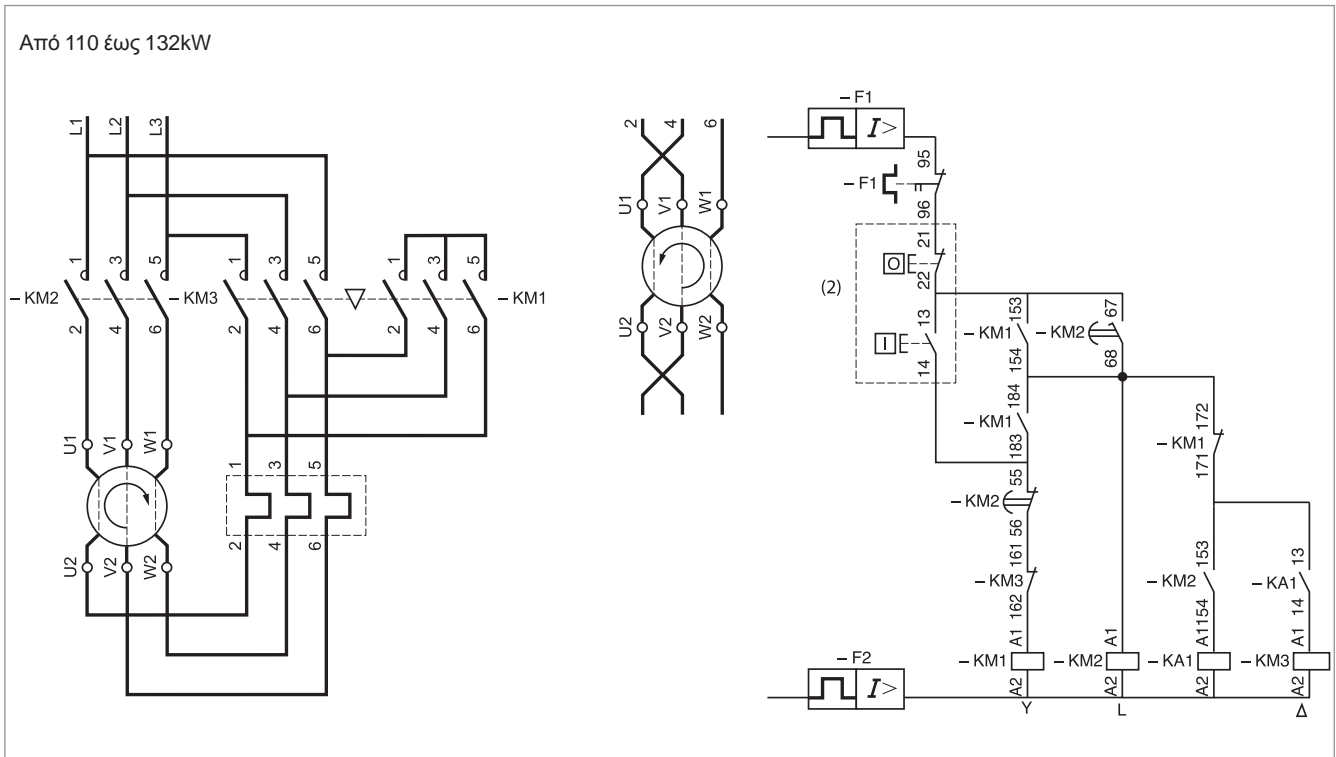 Από 110 έως 132kW
L1 L2 L3
1 3 5 1 3 5 1 3 5
– KM2 – KM3 – KM1
2 4 6 2 4 6 2 4 6
U1 V1 W1
1 3 5
2 4 6
U2 V2 W2
2 4 6
U1 V1 W1
U2 V2 W2
– F1
I >
95
– F1
96
21
O
22
(2)
13
I
14
153
– KM1
154
67
– KM2
68
184
– KM1
183
172
– KM1
171
55
– KM2
56
161
– KM3
162
153
– KM2
154
13
– KA1
14
A1 A1 A1 A1
– KM1 – KM2 – KA1 – KM3
A2 A2 A2 A2
– F2
I >
Y L Δ